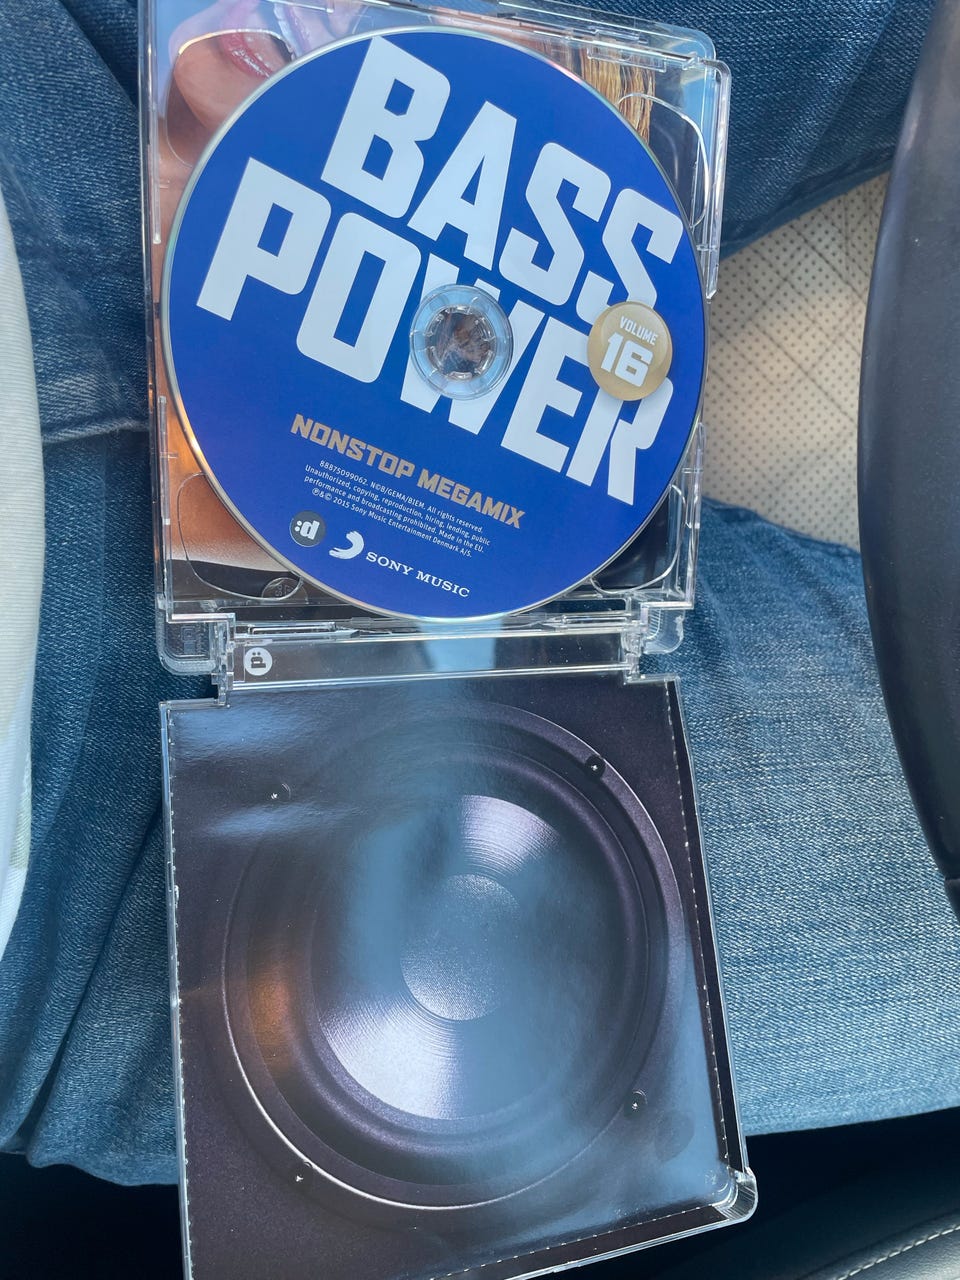 BASS
POWER
VOLUME
16
NONSTOP MEGAMIX
88875099062. N©B/GEMA/BIEM. All rights reserved.
Unauthorized, copying, reproduction, hiring, lending, public
performance and broadcasting prohibited. Made in the EU.
℗&© 2015 Sony Music Entertainment Denmark A/S.
:d
SONY MUSIC
:d